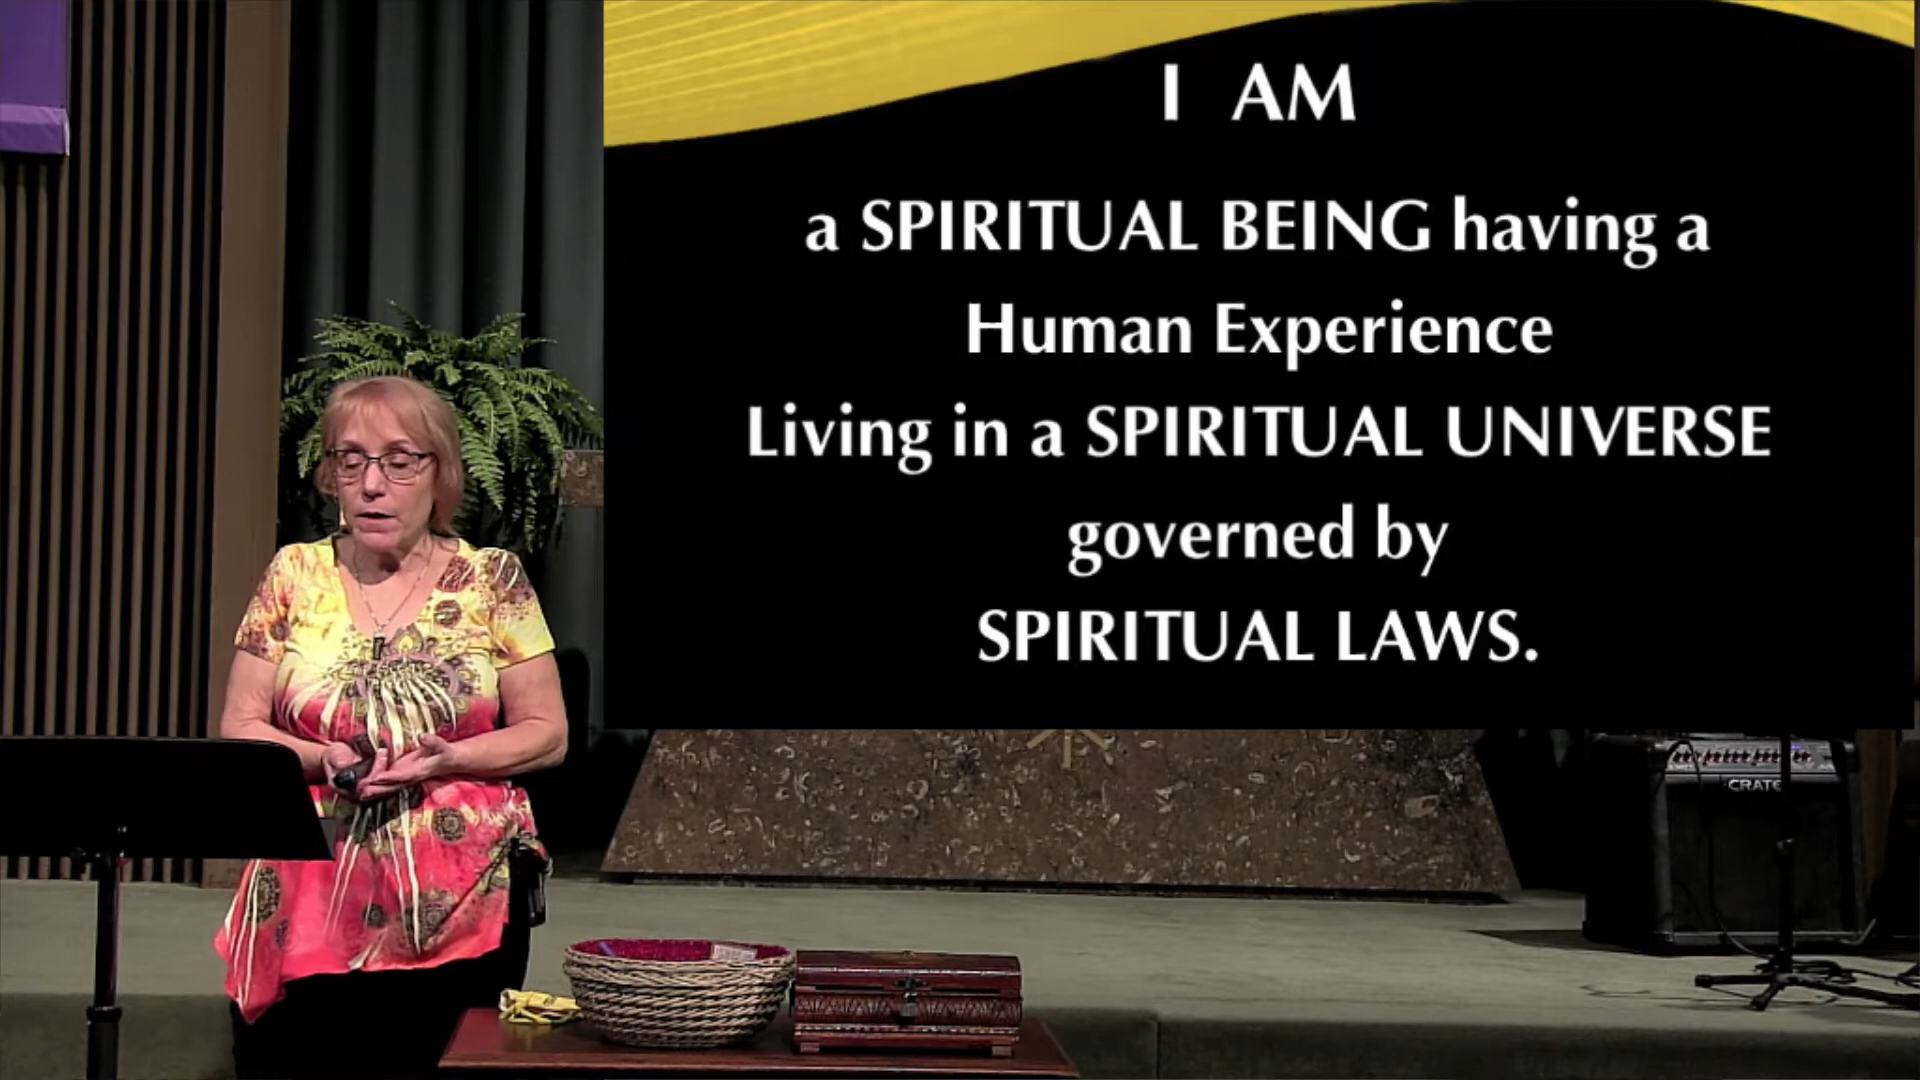 I AM
a SPIRITUAL BEING having a
Human Experience
Living in a SPIRITUAL UNIVERSE
governed by
SPIRITUAL LAWS.
CRATE